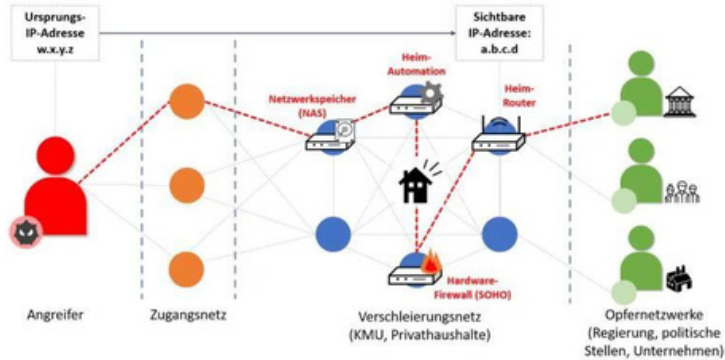 Ursprungs-
IP-Adresse
w.x.y.z
Sichtbare
IP-Adresse:
a.b.c.d
Heim-
Automation
Netzwerkspeicher
(NAS)
Heim-
Router
Hardware-
Firewall (SOHO)
Angreifer
Zugangsnetz
Verschleierungsnetz
(KMU, Privathaushalte)
Opfernetzwerke
(Regierung, politische
Stellen, Unternehmen)